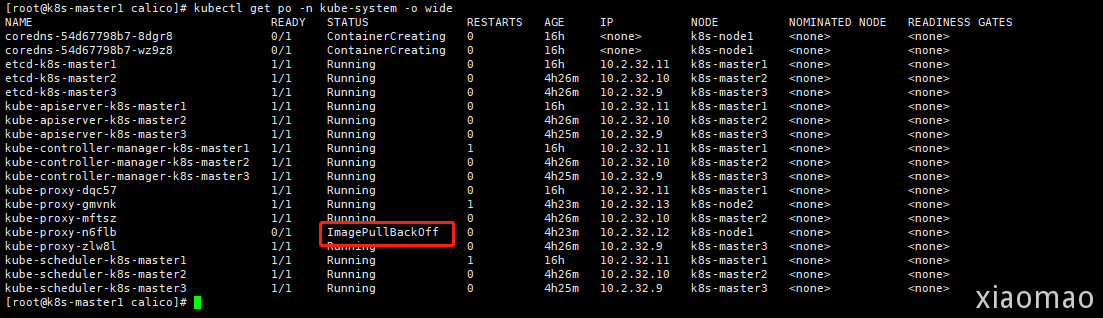 [root@k8s-master1 calico]# kubectl get po -n kube-system -o wide
NAME READY STATUS RESTARTS AGE IP NODE NOMINATED NODE READINESS GATES
coredns-54d67798b7-8dgr8 0/1 ContainerCreating 0 16h <none> k8s-node1 <none> <none>
coredns-54d67798b7-wz9z8 0/1 ContainerCreating 0 16h <none> k8s-node1 <none> <none>
etcd-k8s-master1 1/1 Running 0 16h 10.2.32.11 k8s-master1 <none> <none>
etcd-k8s-master2 1/1 Running 0 4h26m 10.2.32.10 k8s-master2 <none> <none>
etcd-k8s-master3 1/1 Running 0 4h26m 10.2.32.9 k8s-master3 <none> <none>
kube-apiserver-k8s-master1 1/1 Running 0 16h 10.2.32.11 k8s-master1 <none> <none>
kube-apiserver-k8s-master2 1/1 Running 0 4h26m 10.2.32.10 k8s-master2 <none> <none>
kube-apiserver-k8s-master3 1/1 Running 0 4h25m 10.2.32.9 k8s-master3 <none> <none>
kube-controller-manager-k8s-master1 1/1 Running 1 16h 10.2.32.11 k8s-master1 <none> <none>
kube-controller-manager-k8s-master2 1/1 Running 0 4h26m 10.2.32.10 k8s-master2 <none> <none>
kube-controller-manager-k8s-master3 1/1 Running 0 4h25m 10.2.32.9 k8s-master3 <none> <none>
kube-proxy-dqc57 1/1 Running 0 16h 10.2.32.11 k8s-master1 <none> <none>
kube-proxy-gmvnk 1/1 Running 1 4h23m 10.2.32.13 k8s-node2 <none> <none>
kube-proxy-mftsz 1/1 Running 0 4h26m 10.2.32.10 k8s-master2 <none> <none>
kube-proxy-n6flb 0/1 ImagePullBackOff 0 4h23m 10.2.32.12 k8s-node1 <none> <none>
kube-proxy-zlw8l 1/1 Running 0 4h26m 10.2.32.9 k8s-master3 <none> <none>
kube-scheduler-k8s-master1 1/1 Running 1 16h 10.2.32.11 k8s-master1 <none> <none>
kube-scheduler-k8s-master2 1/1 Running 0 4h26m 10.2.32.10 k8s-master2 <none> <none>
kube-scheduler-k8s-master3 1/1 Running 0 4h25m 10.2.32.9 k8s-master3 <none> <none>
[root@k8s-master1 calico]#
xiaomao